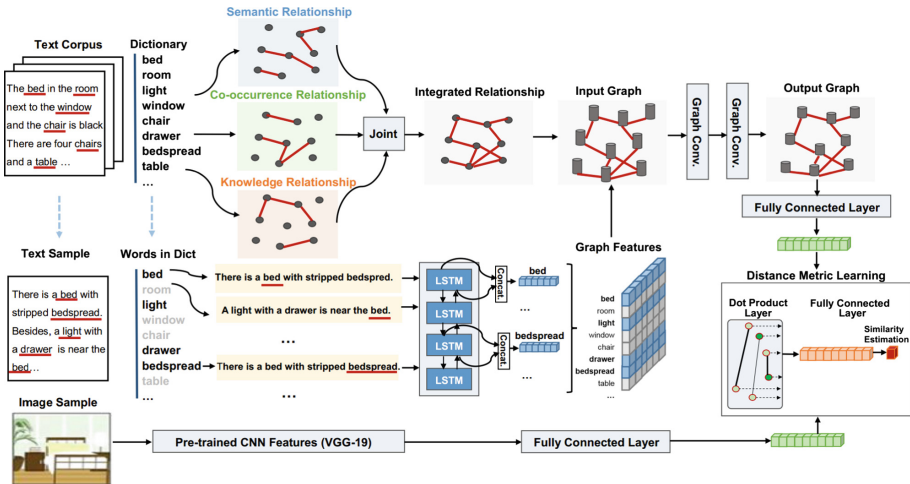 Semantic Relationship
Text Corpus
Dictionary
The bed in the room
next to the window
and the chair is black
There are four chairs
and a table ...
bed
room
light
window
chair
drawer
bedspread
table
...
Co-occurrence Relationship
Knowledge Relationship
Joint
Integrated Relationship
Input Graph
Graph Conv.
Graph Conv.
Output Graph
Fully Connected Layer
Text Sample
There is a bed with
stripped bedspread.
Besides, a light with
a drawer is near the
bed...
Words in Dict
bed
room
light
window
chair
drawer
bedspread
table
...
There is a bed with stripped bedspred.
A light with a drawer is near the bed.
...
There is a bed with stripped bedspread.
...
LSTM
LSTM
LSTM
LSTM
Concat.
Concat.
bed
...
bedspread
...
Graph Features
bed
room
light
window
chair
drawer
bedspread
table
...
Distance Metric Learning
Dot Product
Layer
Fully Connected
Layer
Similarity
Estimation
Image Sample
Pre-trained CNN Features (VGG-19)
Fully Connected Layer